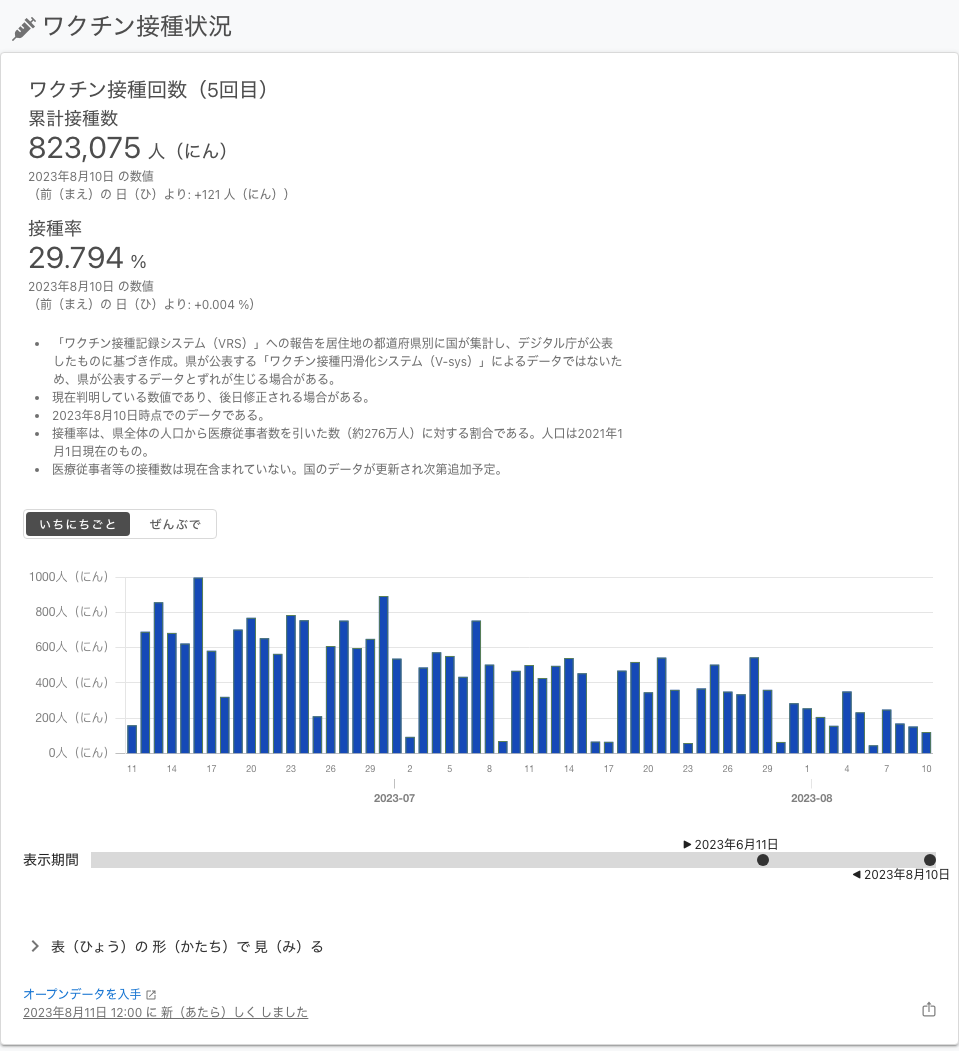 ワクチン接種状況
ワクチン接種回数（5回目）
累計接種数
823,075 人（にん）
2023年8月10日 の数値
（前（まえ）の 日（ひ）より: +121 人（にん））
接種率
29.794 %
2023年8月10日 の数値
（前（まえ）の 日（ひ）より: +0.004 %）
• 「ワクチン接種記録システム（VRS）」への報告を居住地の都道府県別に国が集計し、デジタル庁が公表
したものに基づき作成。県が公表する「ワクチン接種円滑化システム（V-sys）」によるデータではないた
め、県が公表するデータとずれが生じる場合がある。
• 現在判明している数値であり、後日修正される場合がある。
• 2023年8月10日時点でのデータである。
• 接種率は、県全体の人口から医療従事者数を引いた数（約276万人）に対する割合である。人口は2021年1
月1日現在のもの。
• 医療従事者等の接種数は現在含まれていない。国のデータが更新され次第追加予定。
いちにちごと ぜんぶで
1000人（にん）
800人（にん）
600人（にん）
400人（にん）
200人（にん）
0人（にん）
11 14 17 20 23 26 29 2 5 8 11 14 17 20 23 26 29 1 4 7 10
2023-07 2023-08
▶ 2023年6月11日
表示期間
◀ 2023年8月10日
表（ひょう）の 形（かたち）で 見（み）る
オープンデータを入手
2023年8月11日 12:00 に 新（あたら）しく しました